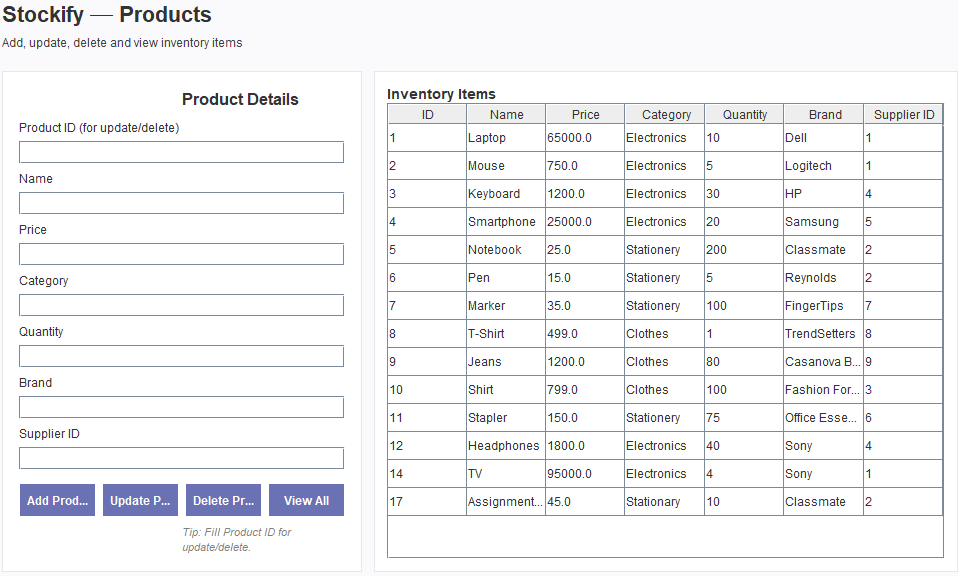 Stockify — Products
Add, update, delete and view inventory items
Product Details
Product ID (for update/delete)
Name
Price
Category
Quantity
Brand
Supplier ID
Add Prod... Update P... Delete Pr... View All
Tip: Fill Product ID for
update/delete.
Inventory Items
ID Name Price Category Quantity Brand Supplier ID
1 Laptop 65000.0 Electronics 10 Dell 1
2 Mouse 750.0 Electronics 5 Logitech 1
3 Keyboard 1200.0 Electronics 30 HP 4
4 Smartphone 25000.0 Electronics 20 Samsung 5
5 Notebook 25.0 Stationery 200 Classmate 2
6 Pen 15.0 Stationery 5 Reynolds 2
7 Marker 35.0 Stationery 100 FingerTips 7
8 T-Shirt 499.0 Clothes 1 TrendSetters 8
9 Jeans 1200.0 Clothes 80 Casanova B... 9
10 Shirt 799.0 Clothes 100 Fashion For... 3
11 Stapler 150.0 Stationery 75 Office Esse... 6
12 Headphones 1800.0 Electronics 40 Sony 4
14 TV 95000.0 Electronics 4 Sony 1
17 Assignment... 45.0 Stationary 10 Classmate 2